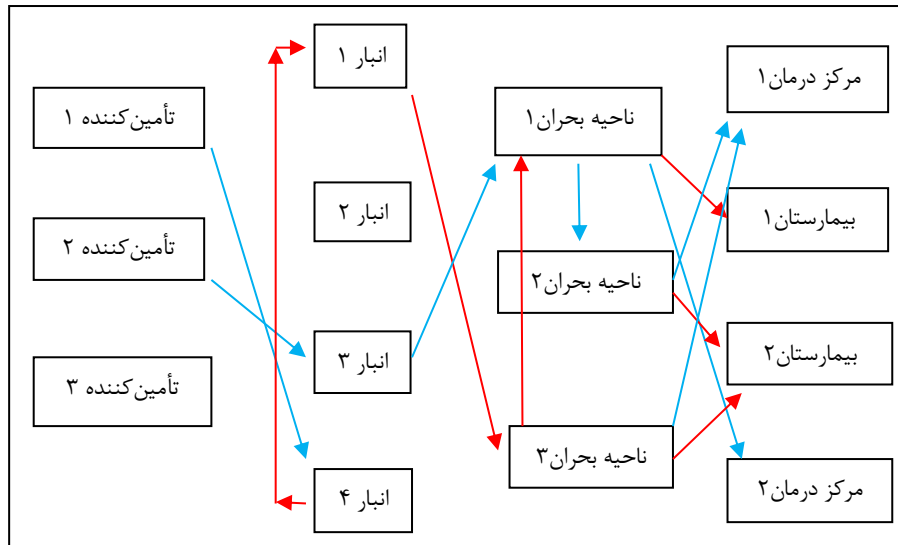 تأمین‌کننده ۱
تأمین‌کننده ۲
تأمین‌کننده ۳
انبار ۱
انبار ۲
انبار ۳
انبار ۴
ناحیه بحران۱
ناحیه بحران۲
ناحیه بحران۳
مرکز درمان۱
بیمارستان۱
بیمارستان۲
مرکز درمان۲